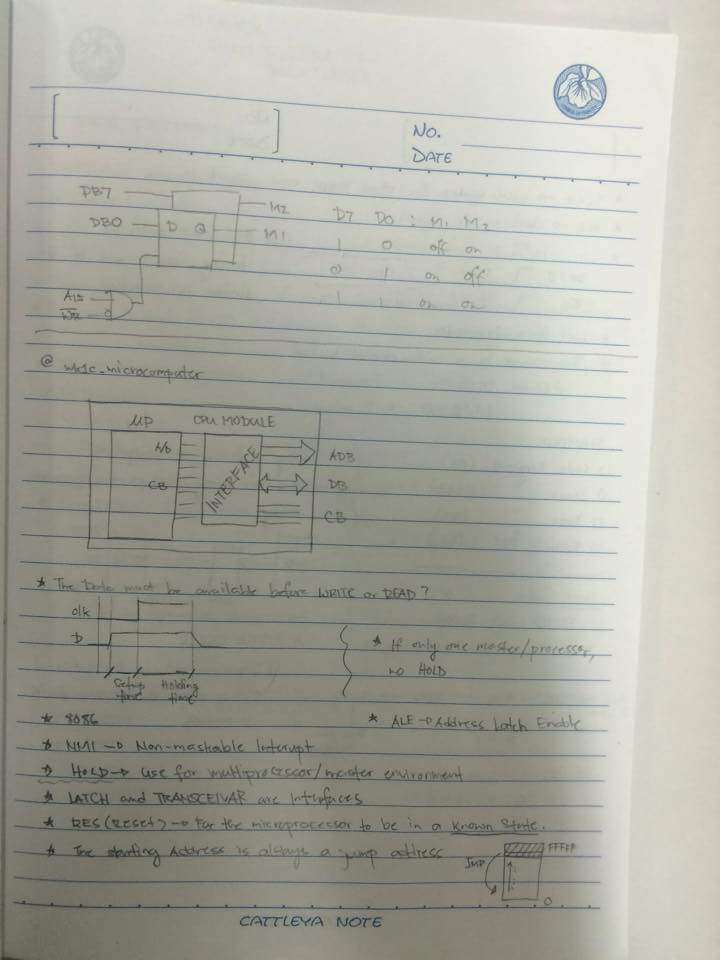 No.
DATE
DB7 M2 D7 D0 : M1 M2
DB0 D Q M1 1 0 off on
0 1 on off
A15 1 1 on on
WR
@ microcomputer
MP CPU MODULE
INTERFACE
ADB
CB DB
CB
* The Data must be available before WRITE or READ?
clk
D
* If only one master/processor,
no HOLD
Setup time Holding time
* 8086 * ALE → Address Latch Enable
* NMI → Non-maskable Interupt
* HOLD → use for multiprocessor/master environment
* LATCH and TRANSCEIVAR are Interfaces
* RES (Reset) → For the microprocessor to be in a known state.
* The starting Address is always a jump address
JMP
0
CATTLEYA NOTE